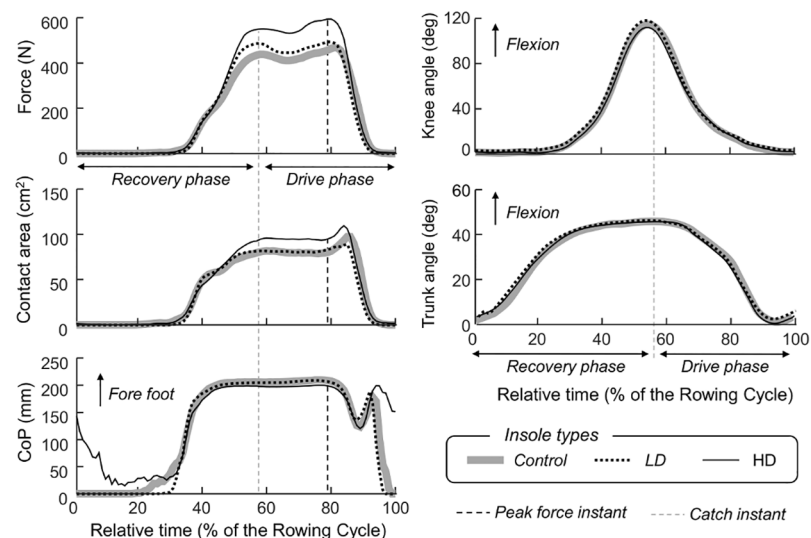 600
400
200
0
Force (N)
Recovery phase
Drive phase
150
100
50
0
Contact area (cm²)
250
200
150
100
50
0
CoP (mm)
Fore foot
0 20 40 60 80 100
Relative time (% of the Rowing Cycle)
120
80
40
0
Knee angle (deg)
Flexion
60
40
20
0
Trunk angle (deg)
Flexion
0 20 40 60 80 100
Recovery phase
Drive phase
Relative time (% of the Rowing Cycle)
Insole types
Control LD HD
Peak force instant Catch instant